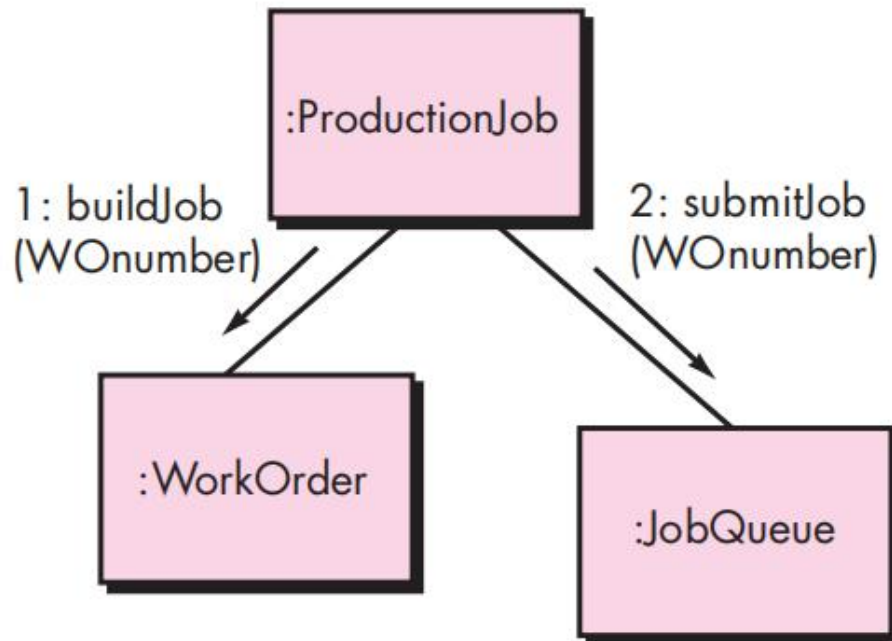 :ProductionJob
1: buildJob
(WOnumber)
2: submitJob
(WOnumber)
:WorkOrder
:JobQueue